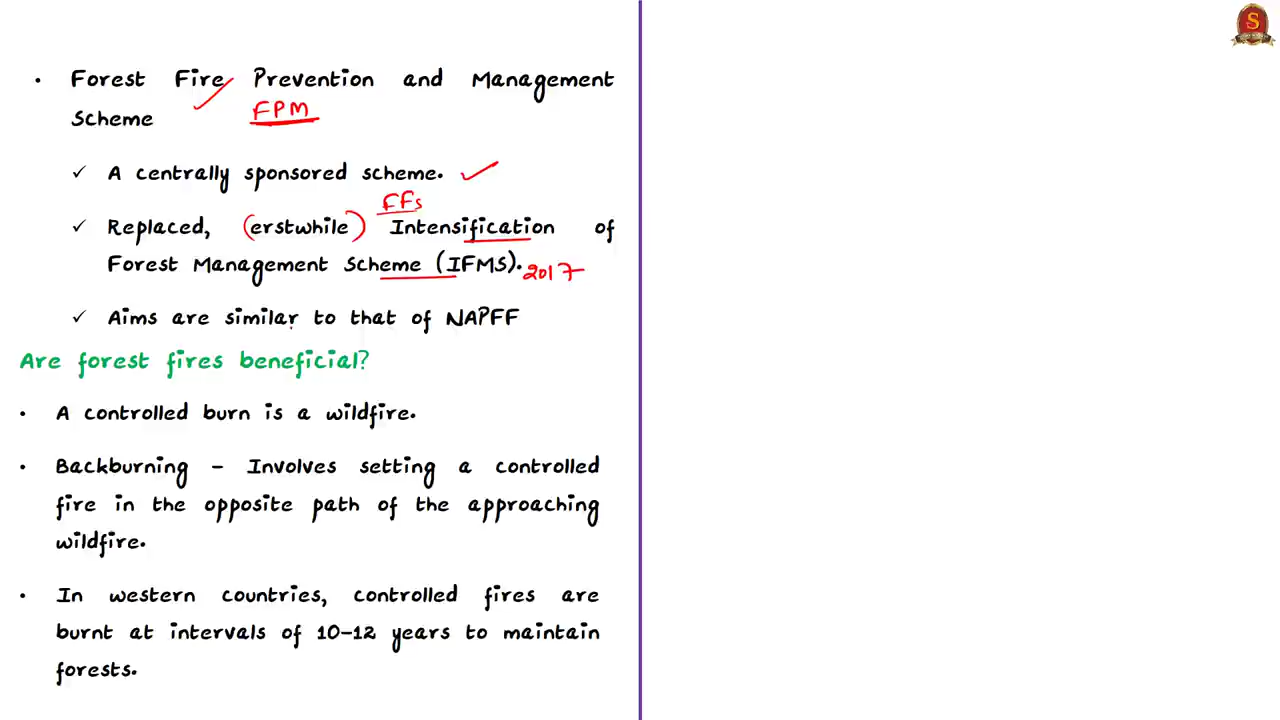 • Forest Fire Prevention and Management
Scheme FPM
✓ A centrally sponsored scheme.
FFs
✓ Replaced, (erstwhile) Intensification of
Forest Management Scheme (IFMS). 2017
✓ Aims are similar to that of NAPFF
Are forest fires beneficial?
• A controlled burn is a wildfire.
• Backburning – Involves setting a controlled
fire in the opposite path of the approaching
wildfire.
• In western countries, controlled fires are
burnt at intervals of 10-12 years to maintain
forests.
S